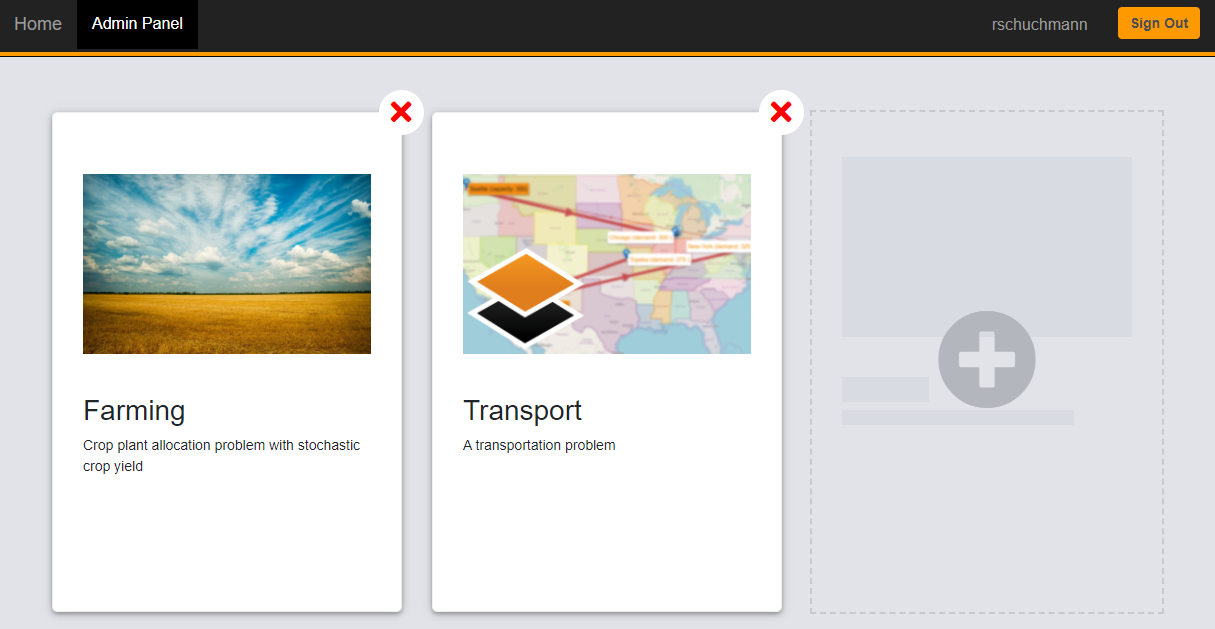 Home
Admin Panel
rschuchmann
Sign Out
Farming
Crop plant allocation problem with stochastic
crop yield
Transport
A transportation problem